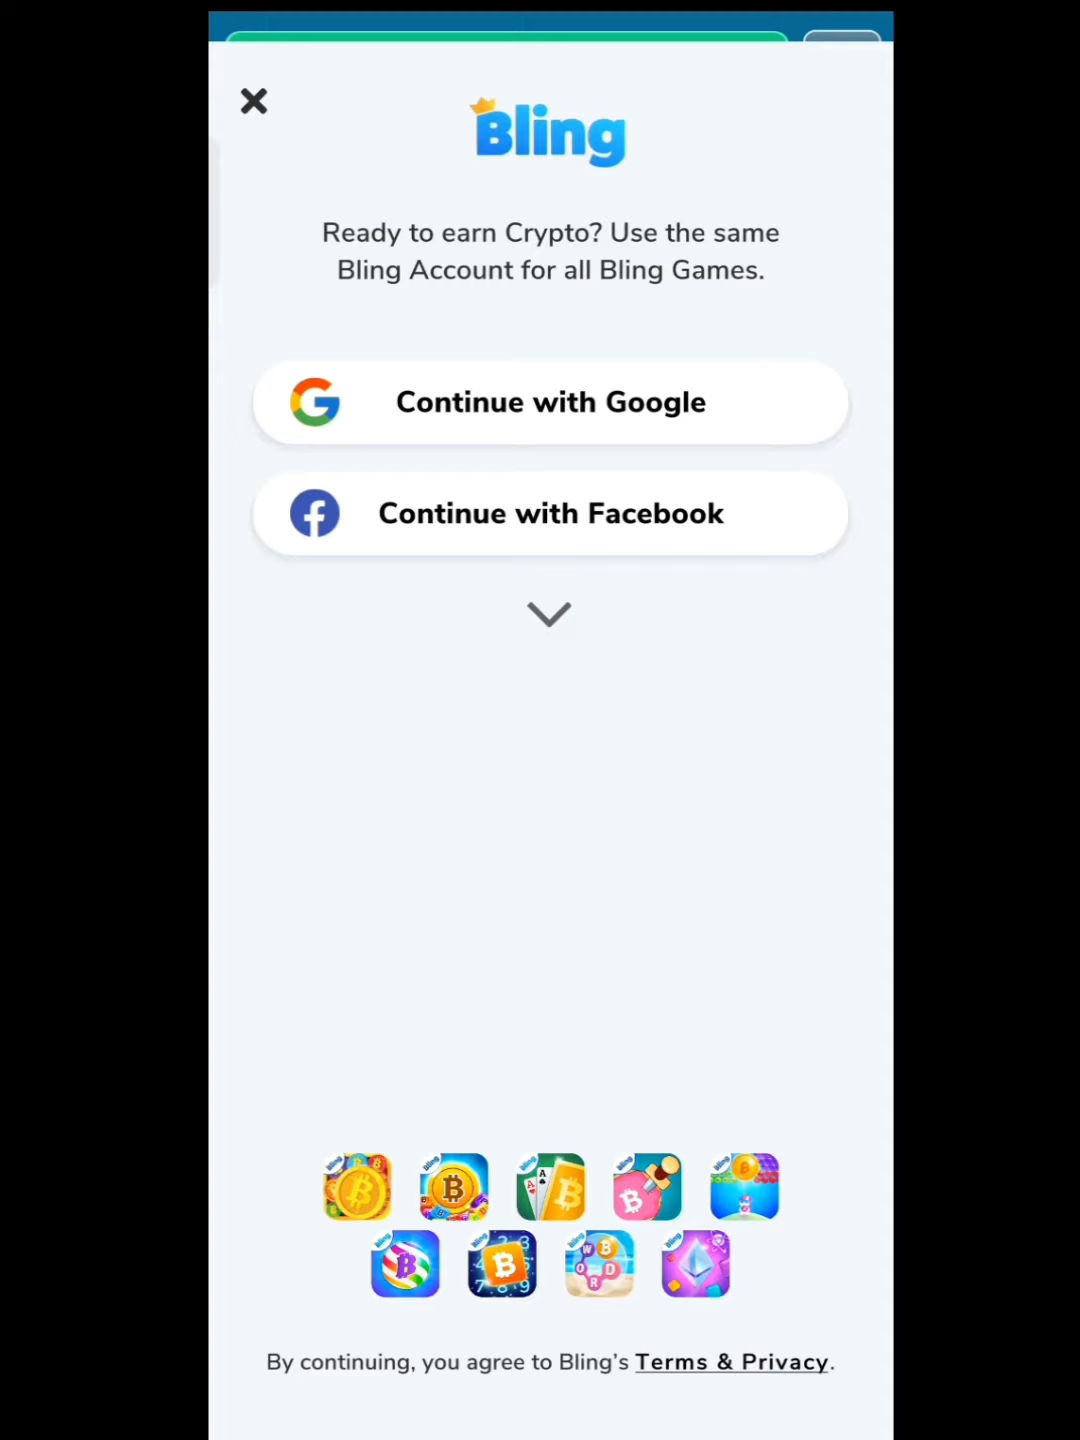 Bling
Ready to earn Crypto? Use the same
Bling Account for all Bling Games.
Continue with Google
Continue with Facebook
By continuing, you agree to Bling's Terms & Privacy.